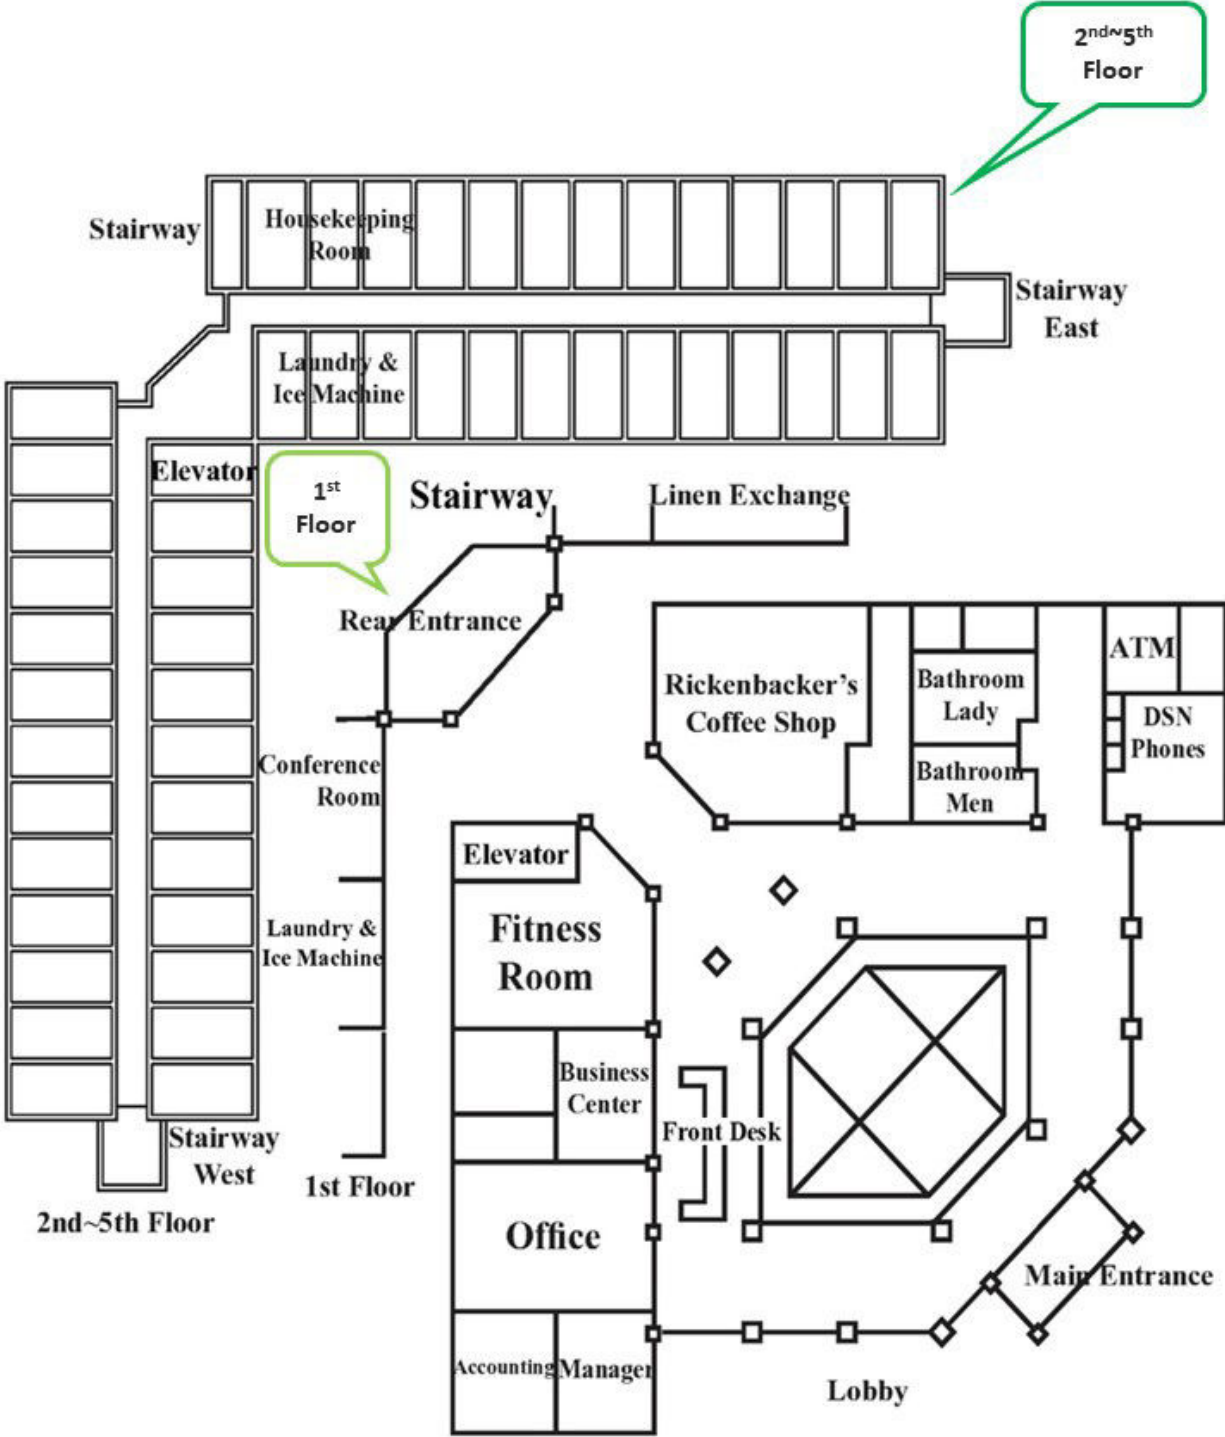 2nd~5th
Floor
Stairway
Housekeeping
Room
Stairway
East
Laundry &
Ice Machine
Elevator
1st
Floor
Stairway
Linen Exchange
Rear Entrance
Rickenbacker's
Coffee Shop
Bathroom
Lady
ATM
DSN
Phones
Bathroom
Men
Conference
Room
Elevator
Fitness
Room
Laundry &
Ice Machine
Business
Center
Front Desk
Stairway
West
1st Floor
2nd~5th Floor
Office
Main Entrance
Accounting
Manager
Lobby